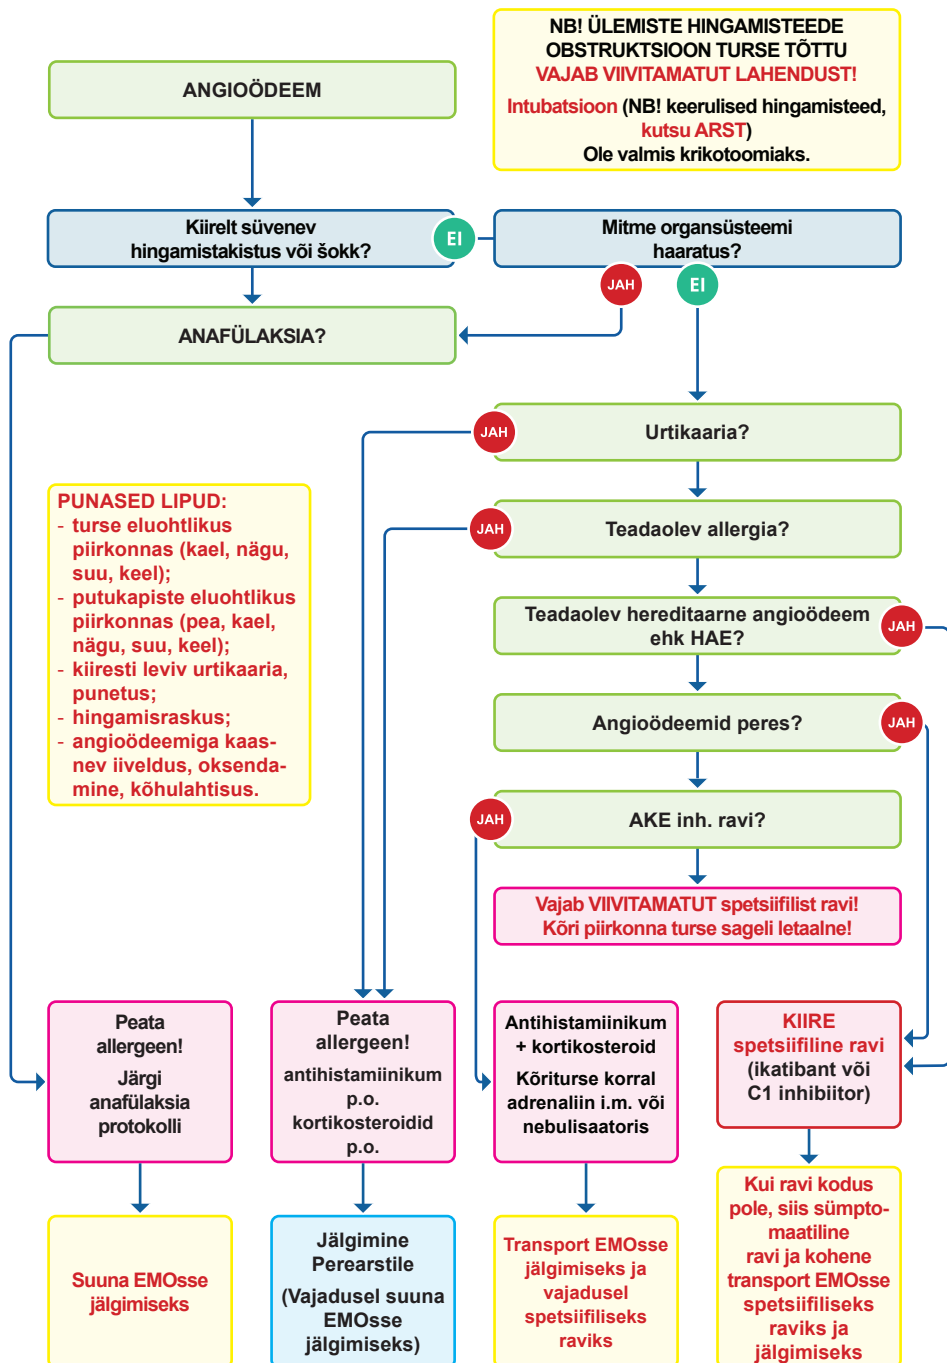 NB! ÜLEMISTE HINGAMISTEEDE
OBSTRUKTSIOON TURSE TÕTTU
VAJAB VIIVITAMATUT LAHENDUST!
Intubatsioon (NB! keerulised hingamisteed,
kutsu ARST)
Ole valmis krikotoomiaks.
ANGIOÖDEEM
Kiirelt süvenev
hingamistakistus või šokk?
EI
Mitme organsüsteemi
haaratus?
JAH
EI
ANAFÜLAKSIA?
JAH
Urtikaaria?
JAH
Teadaolev allergia?
Teadaolev hereditaarne angioödeem
ehk HAE?
JAH
Angioödeemid peres?
JAH
JAH
AKE inh. ravi?
PUNASED LIPUD:
- turse eluohtlikus
piirkonnas (kael, nägu,
suu, keel);
- putukapiste eluohtlikus
piirkonnas (pea, kael,
nägu, suu, keel);
- kiiresti leviv urtikaaria,
punetus;
- hingamisraskus;
- angioödeemiga kaas-
nev iiveldus, oksenda-
mine, kõhulahtisus.
Vajab VIIVITAMATUT spetsiifilist ravi!
Kõri piirkonna turse sageli letaalne!
Peata
allergeen!
Järgi
anafülaksia
protokolli
Peata
allergeen!
antihistamiinikum
p.o.
kortikosteroidid
p.o.
Antihistamiinikum
+ kortikosteroid
Kõriturse korral
adrenaliin i.m. või
nebulisaatoris
KIIRE
spetsiifiline ravi
(ikatibant või
C1 inhibiitor)
Suuna EMOsse
jälgimiseks
Jälgimine
Perearstile
(Vajadusel suuna
EMOsse
jälgimiseks)
Transport EMOsse
jälgimiseks ja
vajadusel
spetsiifiliseks
raviks
Kui ravi kodus
pole, siis sümpto-
maatiline
ravi ja kohene
transport EMOsse
spetsiifiliseks
raviks ja
jälgimiseks